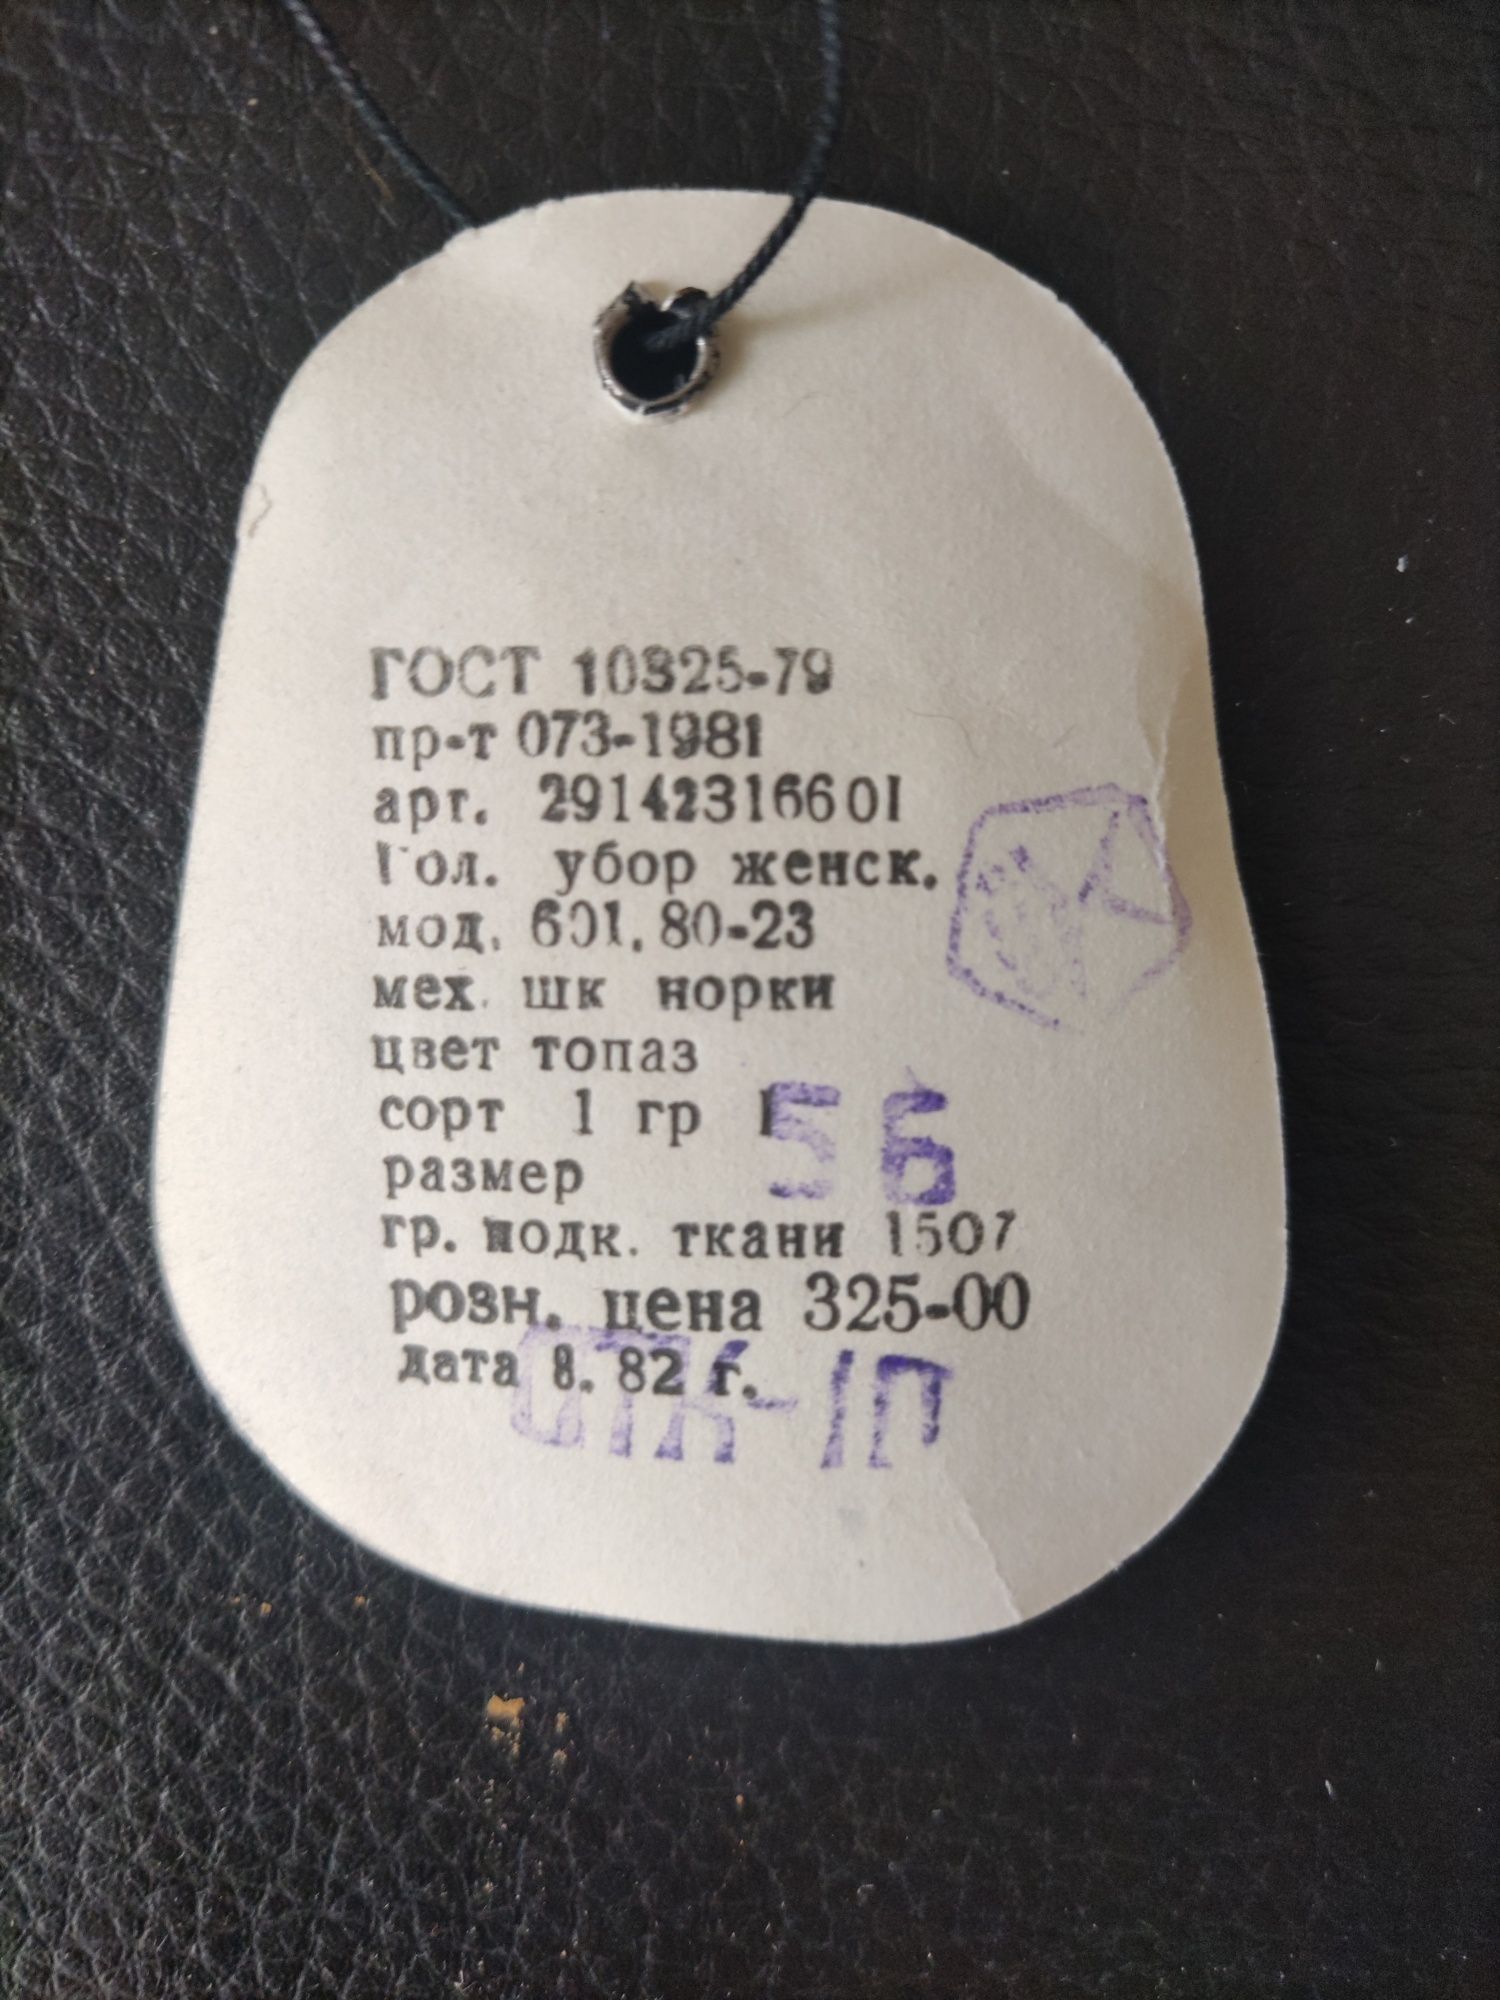 ГОСТ 10325-79
пр-т 073-1981
арт. 29142316601
Гол. убор женск.
мод. 601. 80-23
мех. шк норки
цвет топаз
сорт 1 гр 1
размер 56
гр. подк. ткани 1507
розн. цена 325-00
дата 8. 82 г.
ОТК-1П